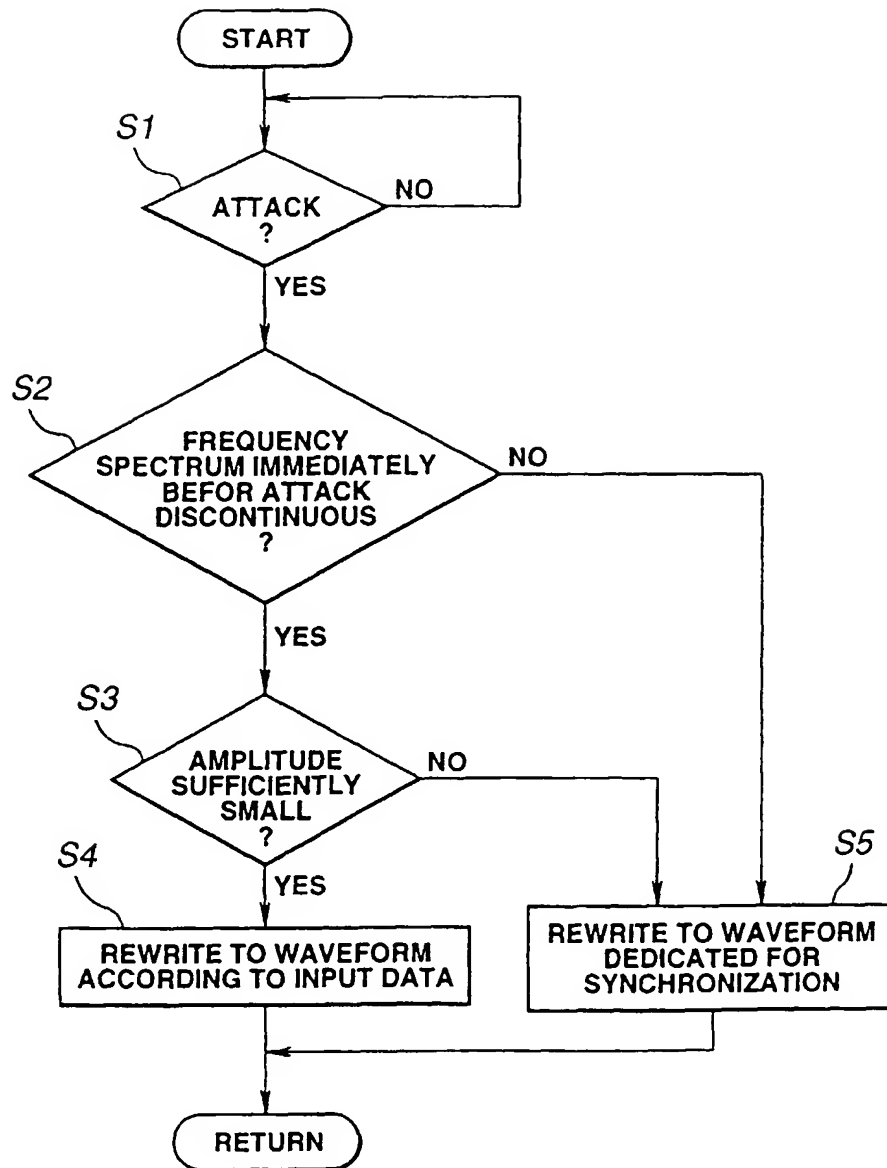 START
S1
ATTACK
?
NO
YES
S2
FREQUENCY
SPECTRUM IMMEDIATELY
BEFOR ATTACK
DISCONTINUOUS
?
NO
YES
S3
AMPLITUDE
SUFFICIENTLY
SMALL
?
NO
YES
S4
REWRITE TO WAVEFORM
ACCORDING TO INPUT DATA
S5
REWRITE TO WAVEFORM
DEDICATED FOR
SYNCHRONIZATION
RETURN